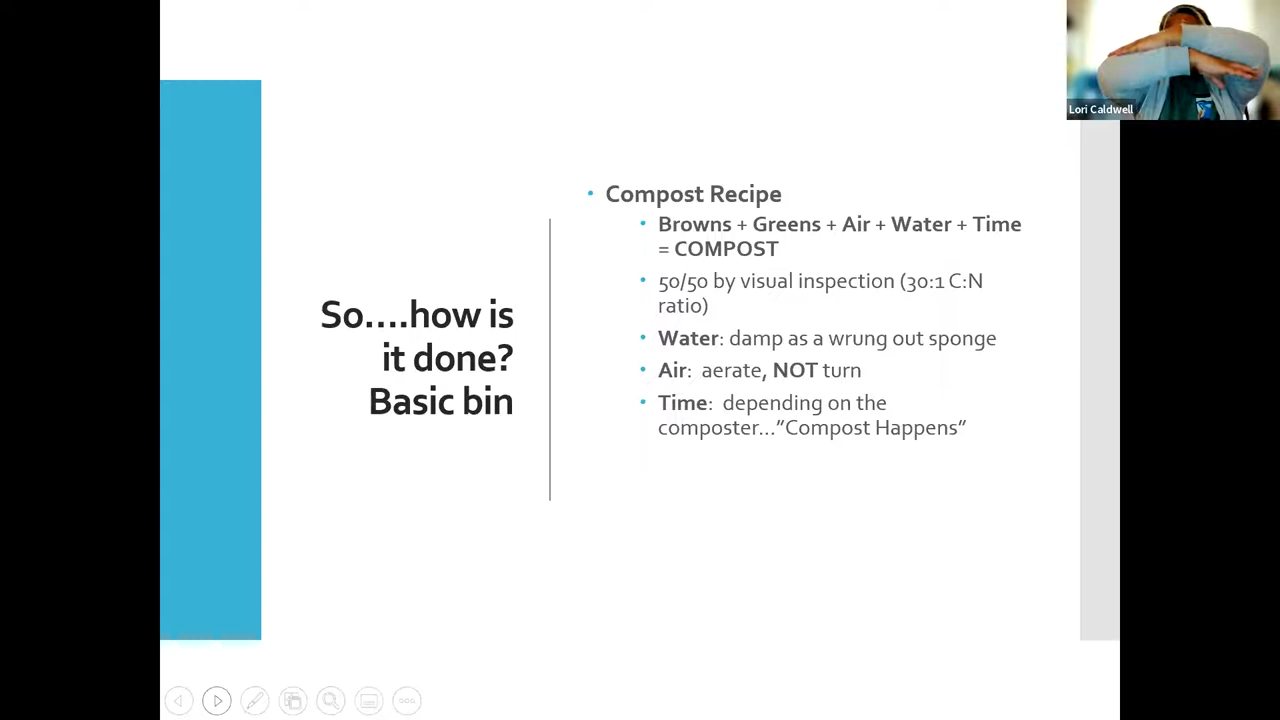 Lori Caldwell
So....how is
it done?
Basic bin
• Compost Recipe
• Browns + Greens + Air + Water + Time
= COMPOST
• 50/50 by visual inspection (30:1 C:N
ratio)
• Water: damp as a wrung out sponge
• Air:  aerate, NOT turn
• Time:  depending on the
composter...”Compost Happens”